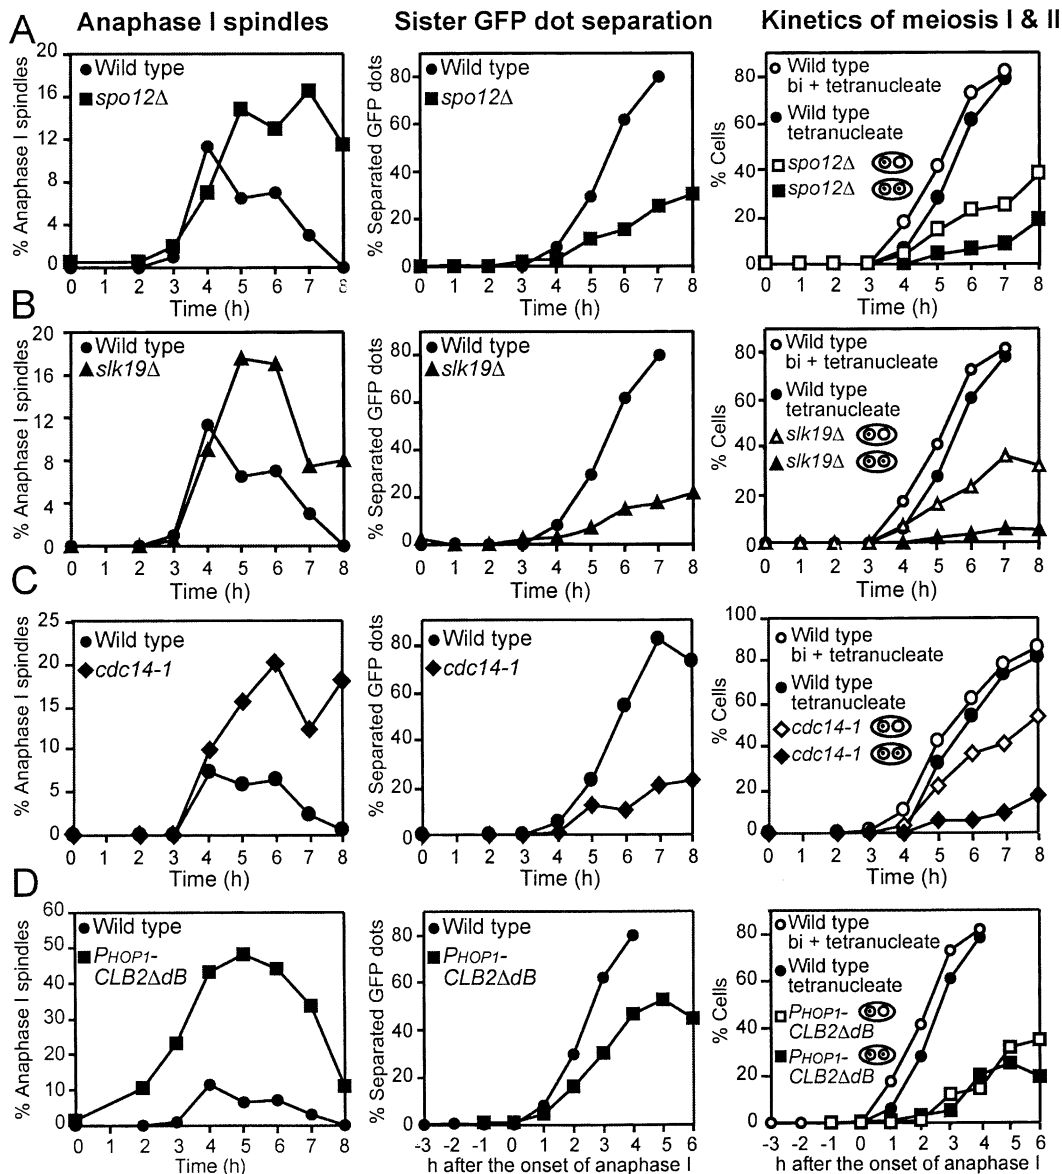 Anaphase I spindles
Sister GFP dot separation
Kinetics of meiosis I & II
A
% Anaphase I spindles
20
16
12
8
4
0
Wild type
spo12Δ
0 1 2 3 4 5 6 7 8
Time (h)
% Separated GFP dots
80
60
40
20
0
Wild type
spo12Δ
0 1 2 3 4 5 6 7 8
Time (h)
% Cells
80
60
40
20
0
Wild type
bi + tetranucleate
Wild type
tetranucleate
spo12Δ
spo12Δ
0 1 2 3 4 5 6 7 8
Time (h)
B
% Anaphase I spindles
20
16
12
8
4
0
Wild type
slk19Δ
0 1 2 3 4 5 6 7 8
Time (h)
% Separated GFP dots
80
60
40
20
0
Wild type
slk19Δ
0 1 2 3 4 5 6 7 8
Time (h)
% Cells
80
60
40
20
0
Wild type
bi + tetranucleate
Wild type
tetranucleate
slk19Δ
slk19Δ
0 1 2 3 4 5 6 7 8
Time (h)
C
% Anaphase I spindles
25
20
15
10
5
0
Wild type
cdc14-1
0 1 2 3 4 5 6 7 8
Time (h)
% Separated GFP dots
80
60
40
20
0
Wild type
cdc14-1
0 1 2 3 4 5 6 7 8
Time (h)
% Cells
100
80
60
40
20
0
Wild type
bi + tetranucleate
Wild type
tetranucleate
cdc14-1
cdc14-1
0 1 2 3 4 5 6 7 8
Time (h)
D
% Anaphase I spindles
60
50
40
30
20
10
0
Wild type
PHOP1-
CLB2ΔdB
0 1 2 3 4 5 6 7 8
Time (h)
% Separated GFP dots
80
60
40
20
0
Wild type
PHOP1-
CLB2ΔdB
-3 -2 -1 0 1 2 3 4 5 6
h after the onset of anaphase I
% Cells
80
60
40
20
0
Wild type
bi + tetranucleate
Wild type
tetranucleate
PHOP1-
CLB2ΔdB
PHOP1-
CLB2ΔdB
-3 -2 -1 0 1 2 3 4 5 6
h after the onset of anaphase I